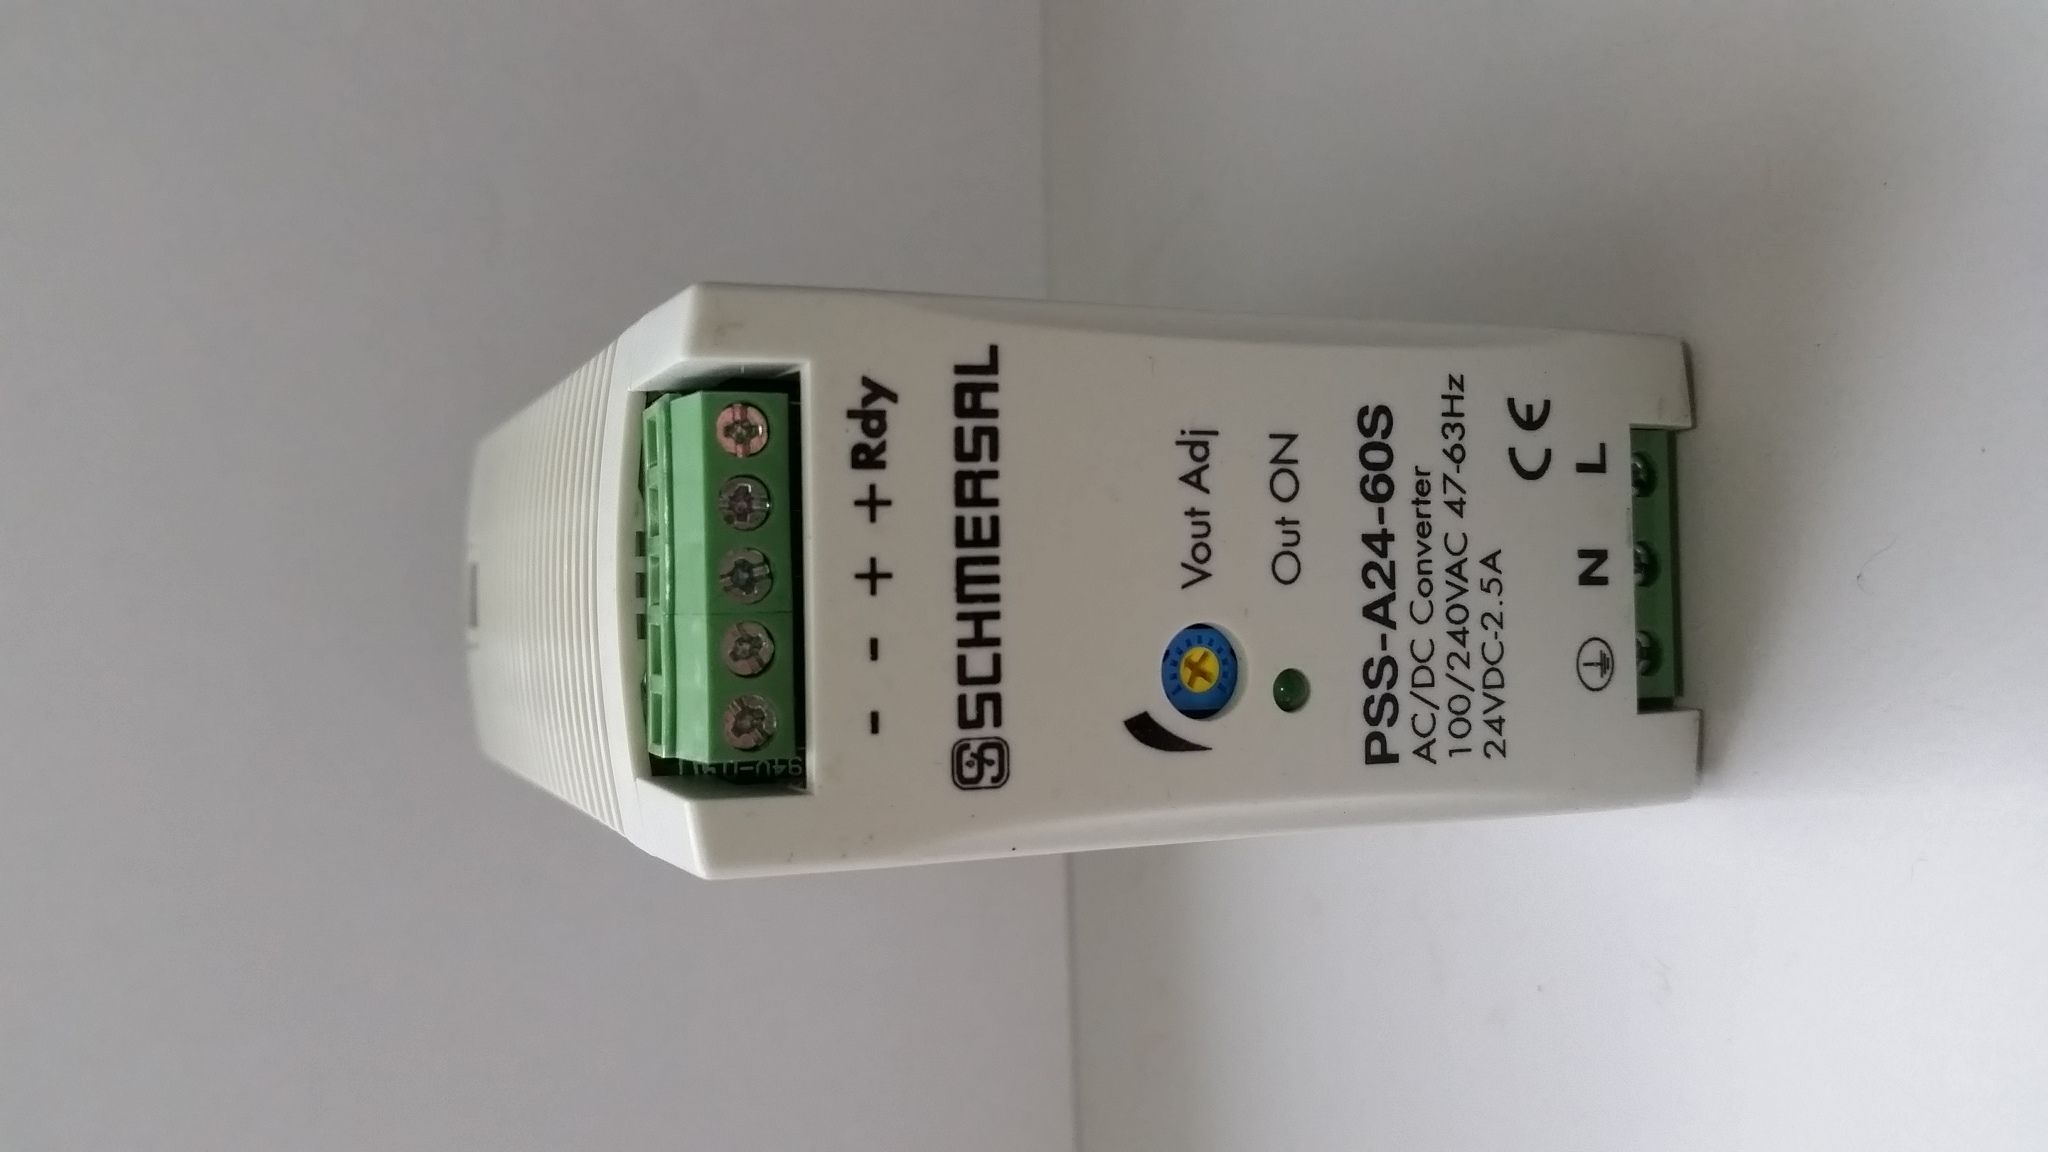 - - + + Rdy
SCHMERSAL
Vout Adj
Out ON
PSS-A24-60S
AC/DC Converter
100/240VAC 47-63Hz
24VDC-2.5A
CE
N L